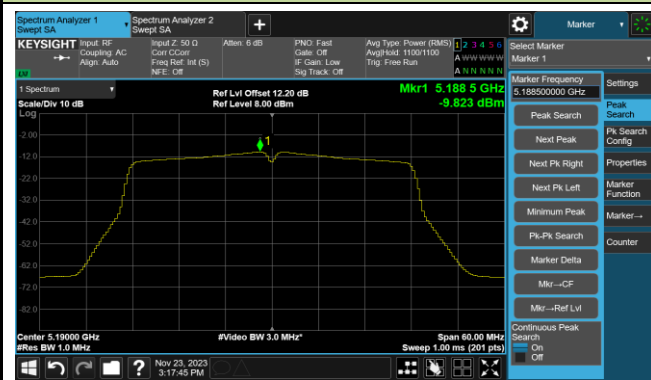 Spectrum Analyzer 1
Swept SA
Spectrum Analyzer 2
Swept SA
+
Marker
KEYSIGHT
Input: RF
Coupling: AC
Align: Auto
Input Z: 50 Ω
Corr CCorr
Freq Ref: Int (S)
NFE: Off
Atten: 6 dB
PNO: Fast
Gate: Off
IF Gain: Low
Sig Track: Off
Avg Type: Power (RMS)
Avg|Hold: 1100/1100
Trig: Free Run
1 2 3 4 5 6
A W W W W W
A N N N N N
Select Marker
Marker 1
1 Spectrum
Scale/Div 10 dB
Log
Ref Lvl Offset 12.20 dB
Ref Level 8.00 dBm
Mkr1 5.188 5 GHz
-9.823 dBm
-2.00
-12.0
-22.0
-32.0
-42.0
-52.0
-62.0
-72.0
-82.0
1
Center 5.19000 GHz
#Res BW 1.0 MHz
#Video BW 3.0 MHz*
Span 60.00 MHz
Sweep 1.00 ms (201 pts)
Marker Frequency
5.188500000 GHz
Peak Search
Next Peak
Next Pk Right
Next Pk Left
Minimum Peak
Pk-Pk Search
Marker Delta
Mkr→CF
Mkr→Ref Lvl
Continuous Peak
Search
On
Off
Settings
Peak
Search
Pk Search
Config
Properties
Marker
Function
Marker→
Counter
?
Nov 23, 2023
3:17:45 PM